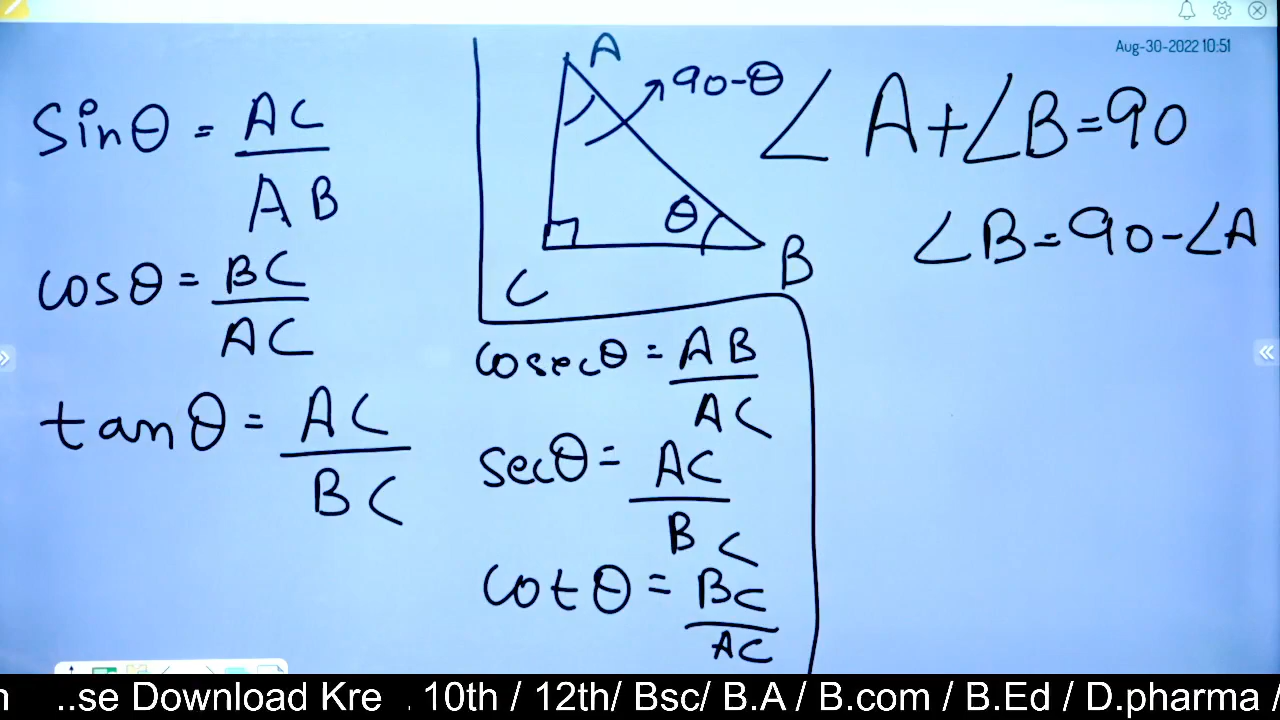 Aug-30-2022 10:51
Sinθ = AC/AB
cosθ = BC/AC
tanθ = AC/BC
A
90-θ
θ
C
B
∠A+∠B=90
∠B=90-∠A
cosecθ = AB/AC
secθ = AC/BC
cotθ = BC/AC
..se Download Kre . 10th / 12th/ Bsc/ B.A / B.com / B.Ed / D.pharma /